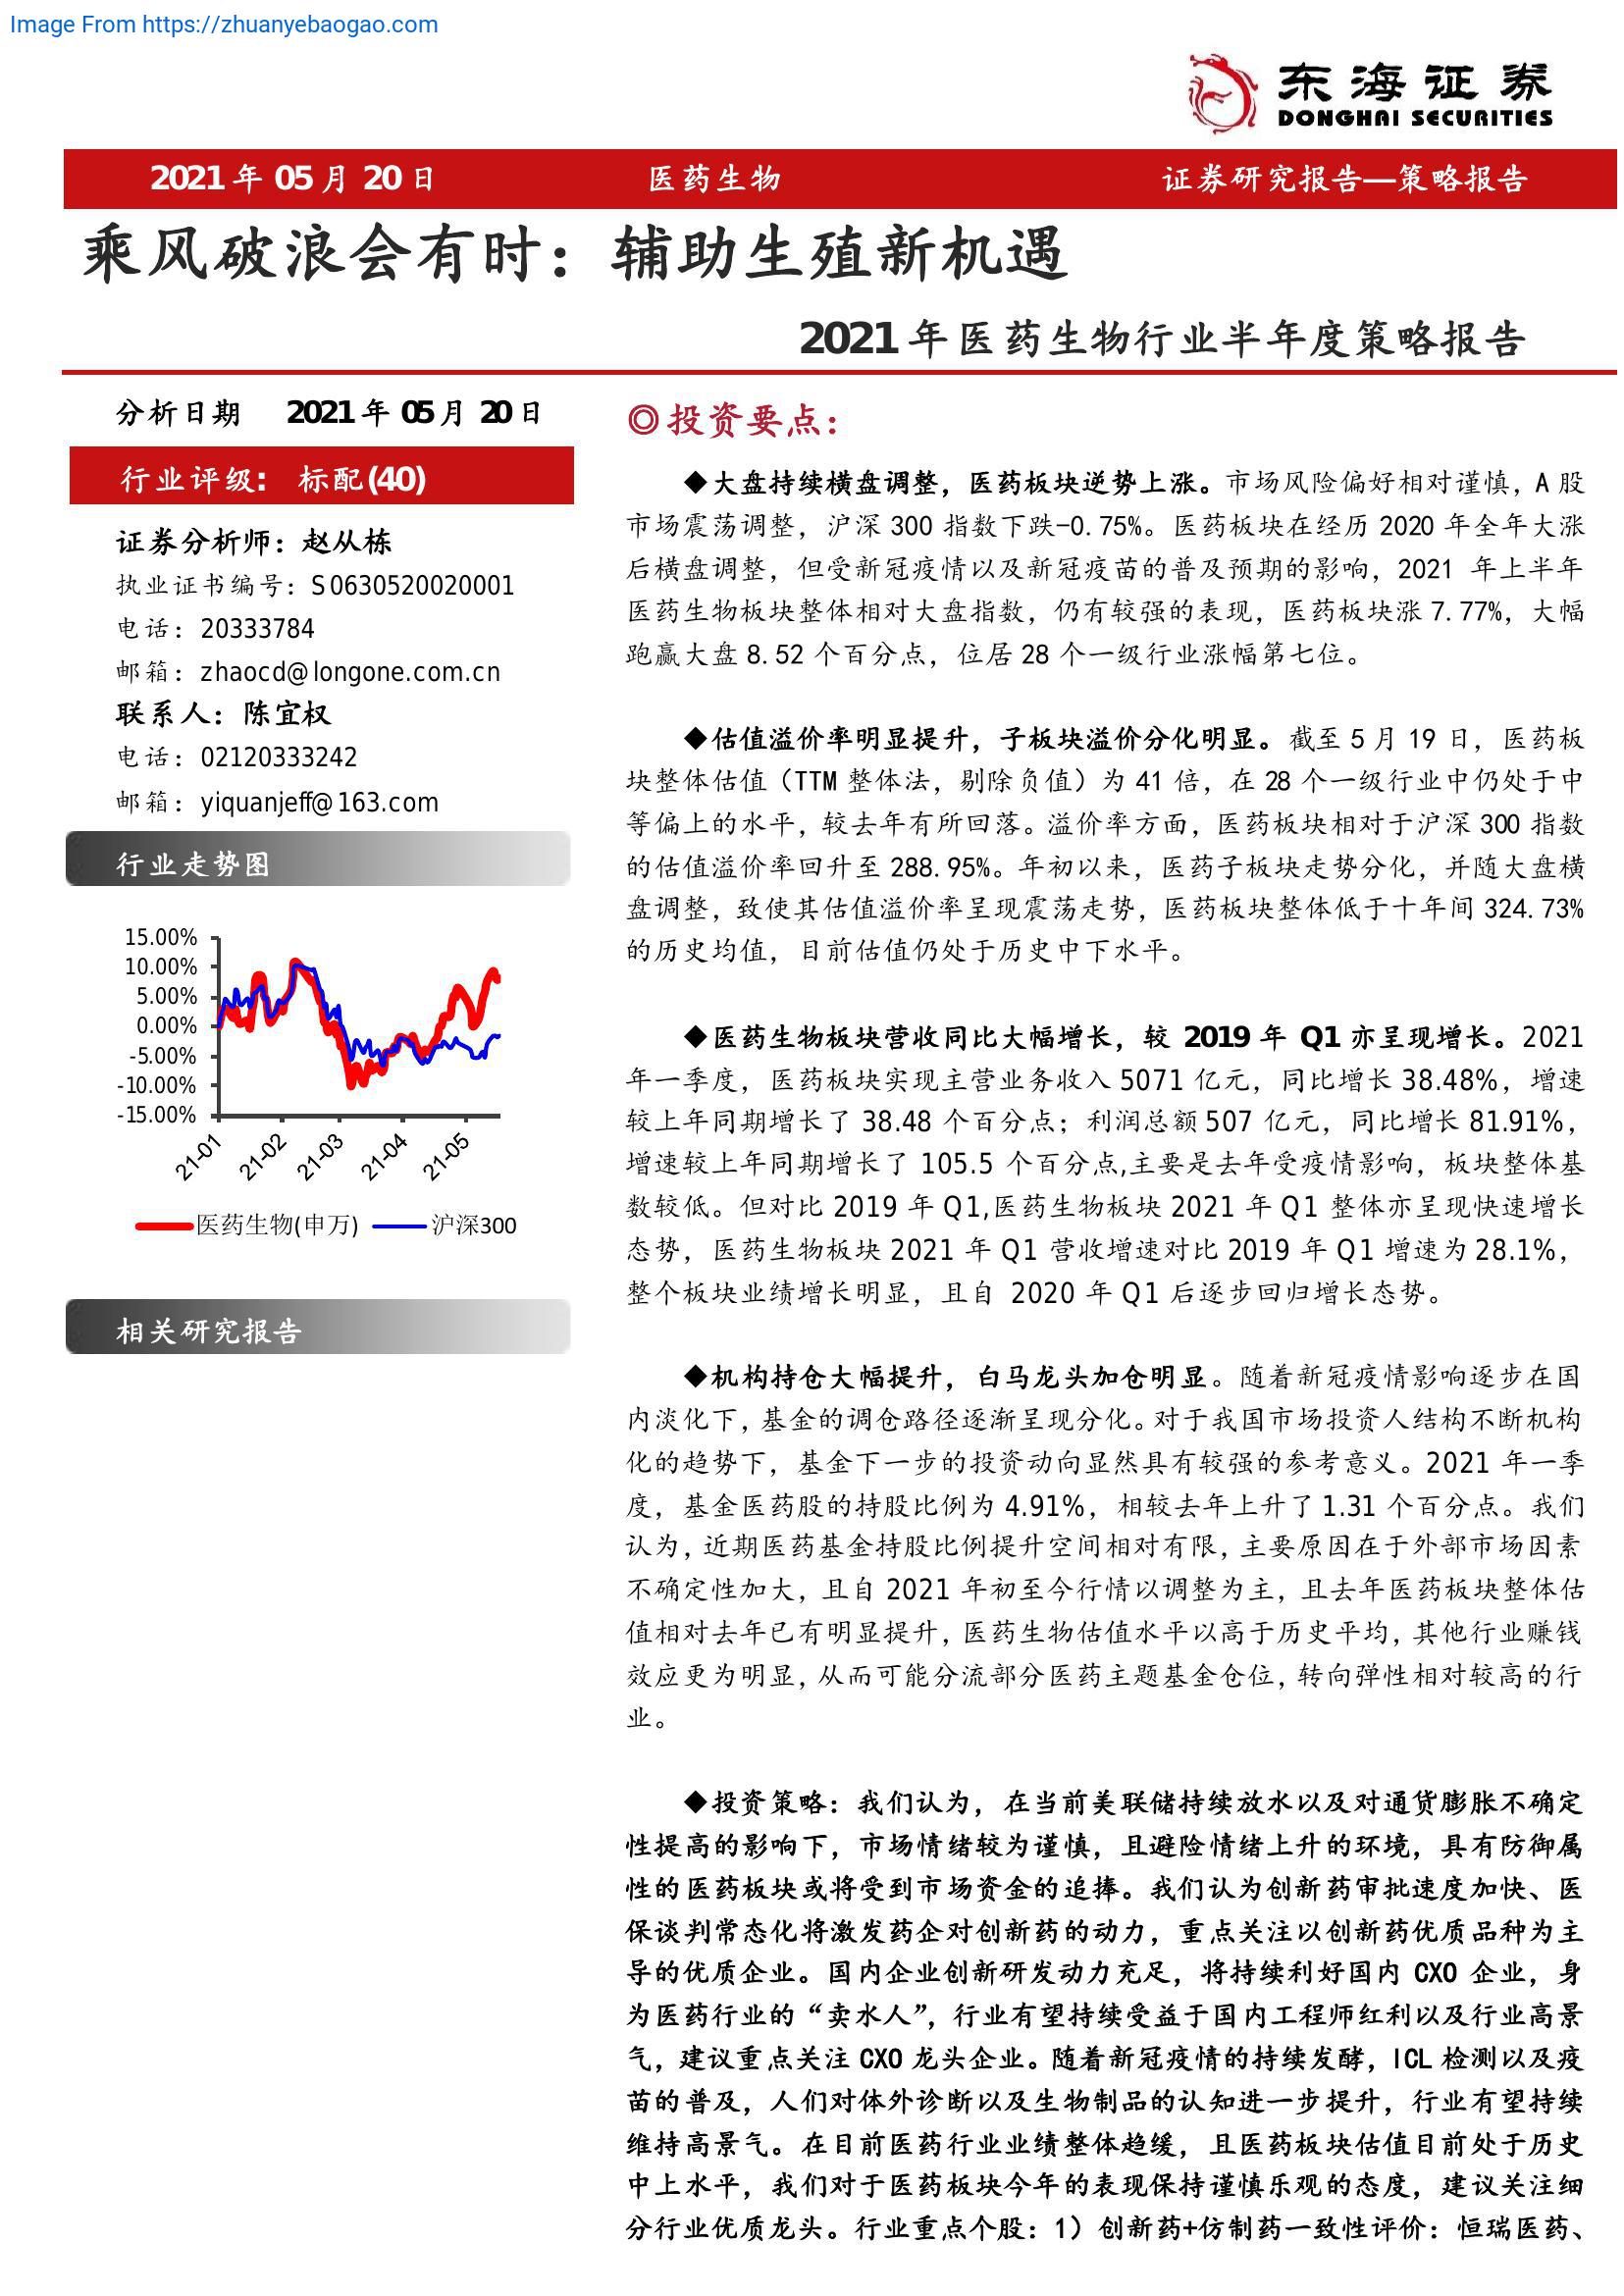 Image From https://zhuanyebaogao.com
东海证券
DONGHAI SECURITIES
2021年 05月 20日 医药生物 证券研究报告—策略报告
乘风破浪会有时：辅助生殖新机遇
2021年医药生物行业半年度策略报告
分析日期 2021年 05月 20日
行业评级： 标配(40)
证券分析师：赵从栋
执业证书编号：S0630520020001
电话：20333784
邮箱：zhaocd@longone.com.cn
联系人：陈宜权
电话：02120333242
邮箱：yiquanjeff@163.com
行业走势图
15.00%
10.00%
5.00%
0.00%
-5.00%
-10.00%
-15.00%
21-01 21-02 21-03 21-04 21-05
医药生物(申万) 沪深300
相关研究报告
◎投资要点：
◆大盘持续横盘调整，医药板块逆势上涨。市场风险偏好相对谨慎，A 股
市场震荡调整，沪深 300 指数下跌-0.75%。医药板块在经历 2020 年全年大涨
后横盘调整，但受新冠疫情以及新冠疫苗的普及预期的影响，2021 年上半年
医药生物板块整体相对大盘指数，仍有较强的表现，医药板块涨 7.77%，大幅
跑赢大盘 8.52 个百分点，位居 28 个一级行业涨幅第七位。
◆估值溢价率明显提升，子板块溢价分化明显。截至 5 月 19 日，医药板
块整体估值（TTM 整体法，剔除负值）为 41 倍，在 28 个一级行业中仍处于中
等偏上的水平，较去年有所回落。溢价率方面，医药板块相对于沪深 300 指数
的估值溢价率回升至 288.95%。年初以来，医药子板块走势分化，并随大盘横
盘调整，致使其估值溢价率呈现震荡走势，医药板块整体低于十年间 324.73%
的历史均值，目前估值仍处于历史中下水平。
◆医药生物板块营收同比大幅增长，较 2019 年 Q1 亦呈现增长。2021
年一季度，医药板块实现主营业务收入 5071 亿元，同比增长 38.48%，增速
较上年同期增长了 38.48 个百分点；利润总额 507 亿元，同比增长 81.91%，
增速较上年同期增长了 105.5 个百分点,主要是去年受疫情影响，板块整体基
数较低。但对比 2019 年 Q1,医药生物板块 2021 年 Q1 整体亦呈现快速增长
态势，医药生物板块 2021 年 Q1 营收增速对比 2019 年 Q1 增速为 28.1%，
整个板块业绩增长明显，且自 2020 年 Q1 后逐步回归增长态势。
◆机构持仓大幅提升，白马龙头加仓明显。随着新冠疫情影响逐步在国
内淡化下，基金的调仓路径逐渐呈现分化。对于我国市场投资人结构不断机构
化的趋势下，基金下一步的投资动向显然具有较强的参考意义。2021 年一季
度，基金医药股的持股比例为 4.91%，相较去年上升了 1.31 个百分点。我们
认为，近期医药基金持股比例提升空间相对有限，主要原因在于外部市场因素
不确定性加大，且自 2021 年初至今行情以调整为主，且去年医药板块整体估
值相对去年已有明显提升，医药生物估值水平以高于历史平均，其他行业赚钱
效应更为明显，从而可能分流部分医药主题基金仓位，转向弹性相对较高的行
业。
◆投资策略：我们认为，在当前美联储持续放水以及对通货膨胀不确定
性提高的影响下，市场情绪较为谨慎，且避险情绪上升的环境，具有防御属
性的医药板块或将受到市场资金的追捧。我们认为创新药审批速度加快、医
保谈判常态化将激发药企对创新药的动力，重点关注以创新药优质品种为主
导的优质企业。国内企业创新研发动力充足，将持续利好国内 CXO 企业，身
为医药行业的“卖水人”，行业有望持续受益于国内工程师红利以及行业高景
气，建议重点关注 CXO 龙头企业。随着新冠疫情的持续发酵，ICL 检测以及疫
苗的普及，人们对体外诊断以及生物制品的认知进一步提升，行业有望持续
维持高景气。在目前医药行业业绩整体趋缓，且医药板块估值目前处于历史
中上水平，我们对于医药板块今年的表现保持谨慎乐观的态度，建议关注细
分行业优质龙头。行业重点个股：1）创新药+仿制药一致性评价：恒瑞医药、